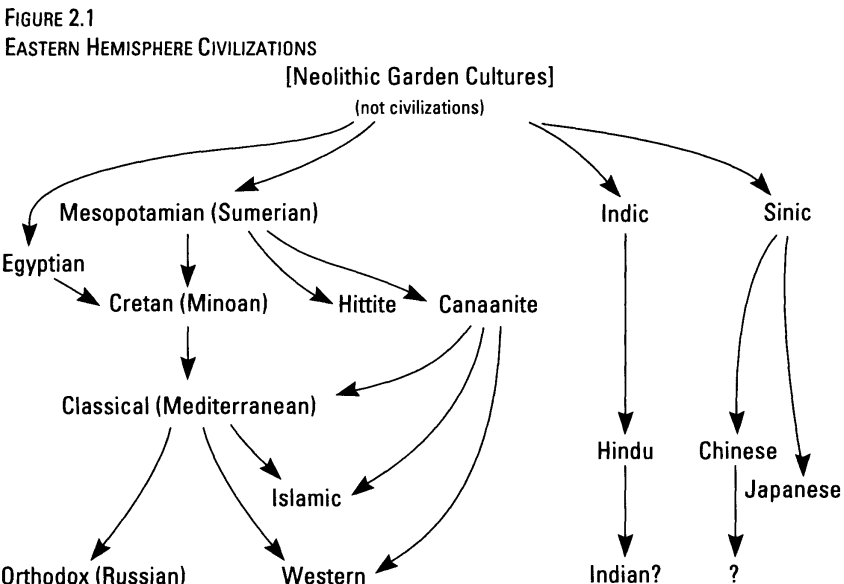 FIGURE 2.1
EASTERN HEMISPHERE CIVILIZATIONS
[Neolithic Garden Cultures]
(not civilizations)
Mesopotamian (Sumerian)
Indic
Sinic
Egyptian
Cretan (Minoan)
Hittite
Canaanite
Classical (Mediterranean)
Hindu
Chinese
Islamic
Japanese
Orthodox (Russian)
Western
Indian?
?